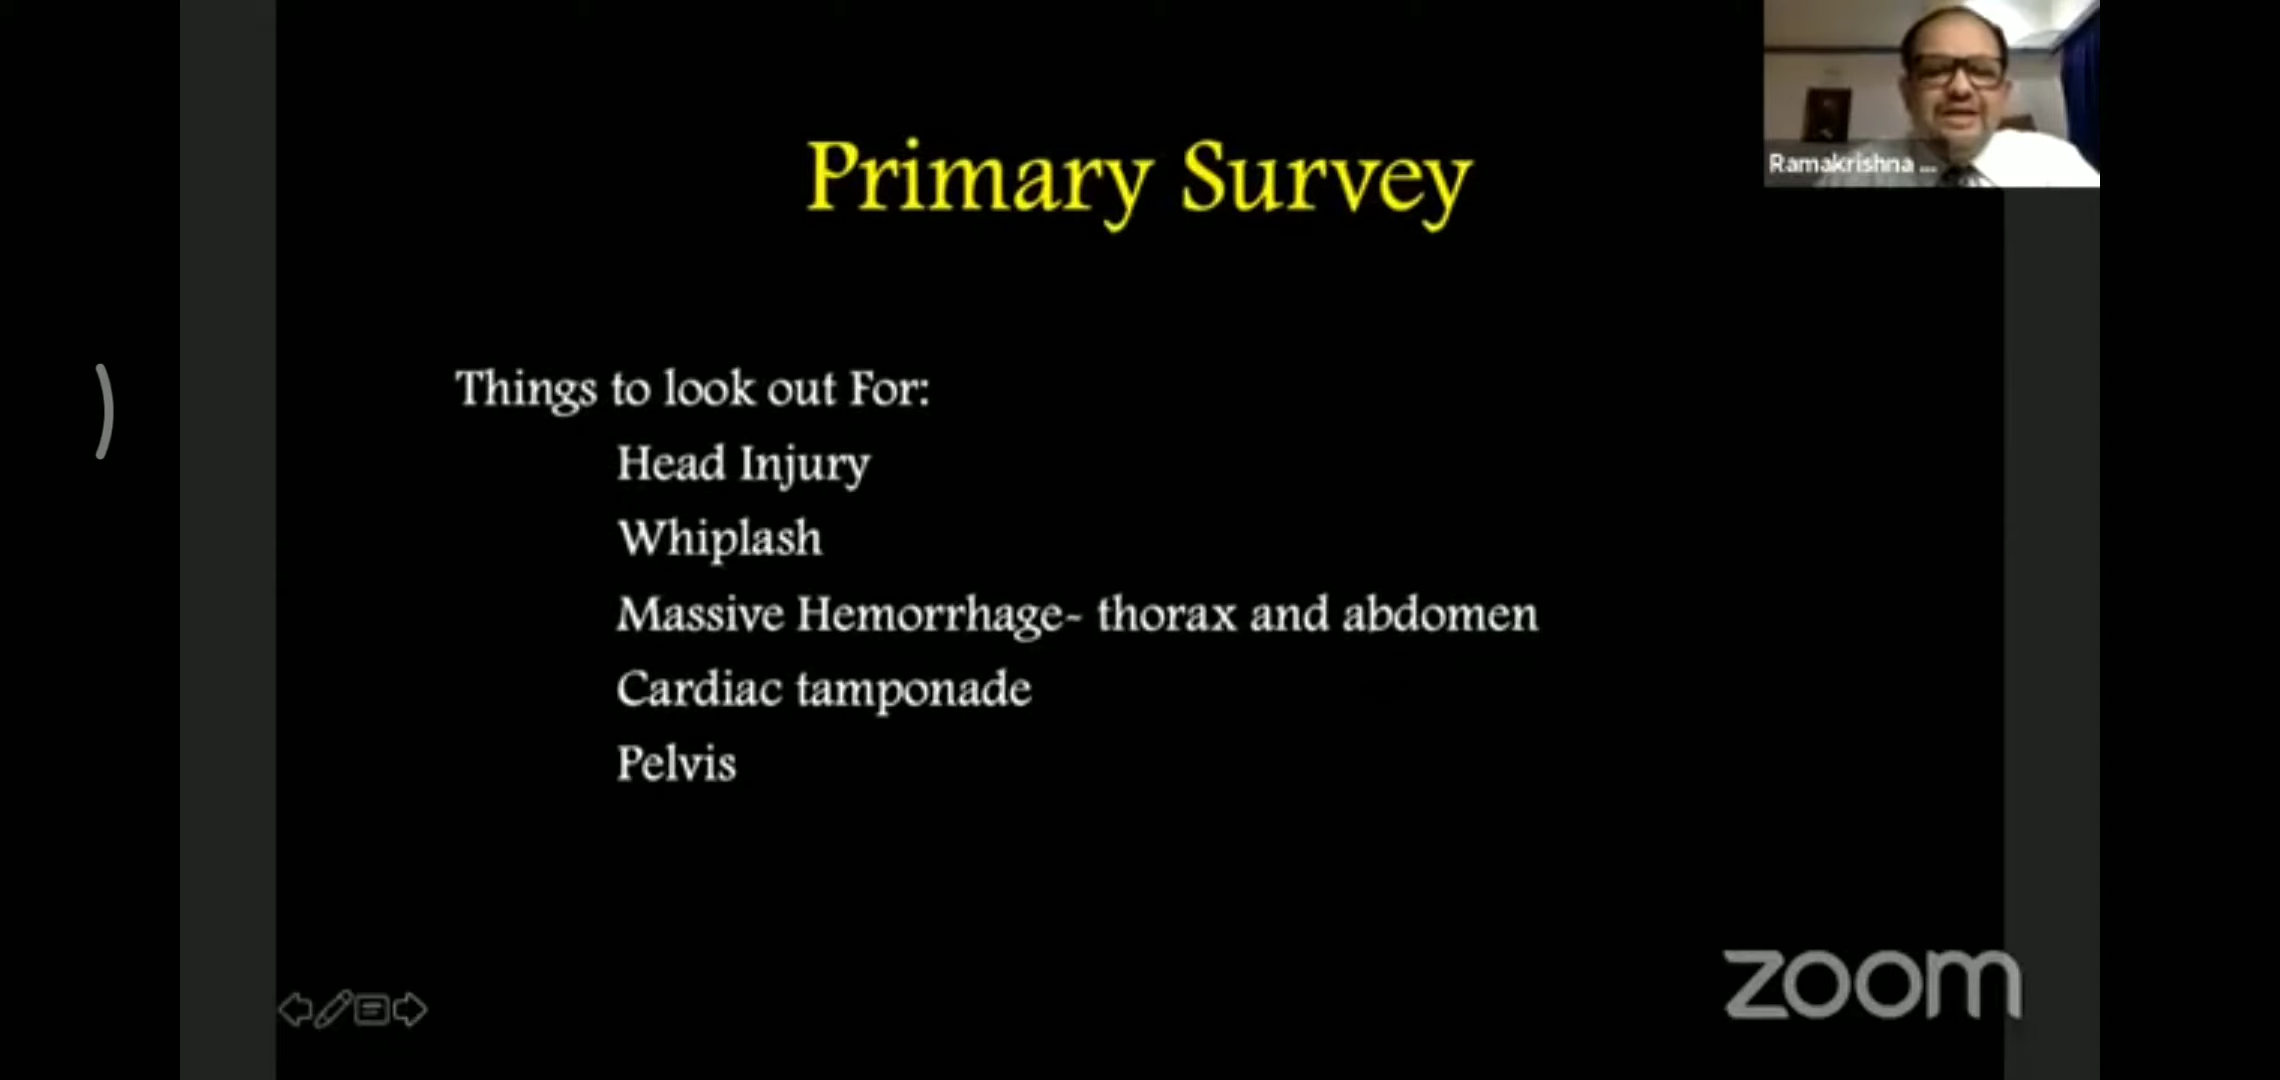 Primary Survey
Ramakrishna ...
Things to look out For:
Head Injury
Whiplash
Massive Hemorrhage- thorax and abdomen
Cardiac tamponade
Pelvis
zoom